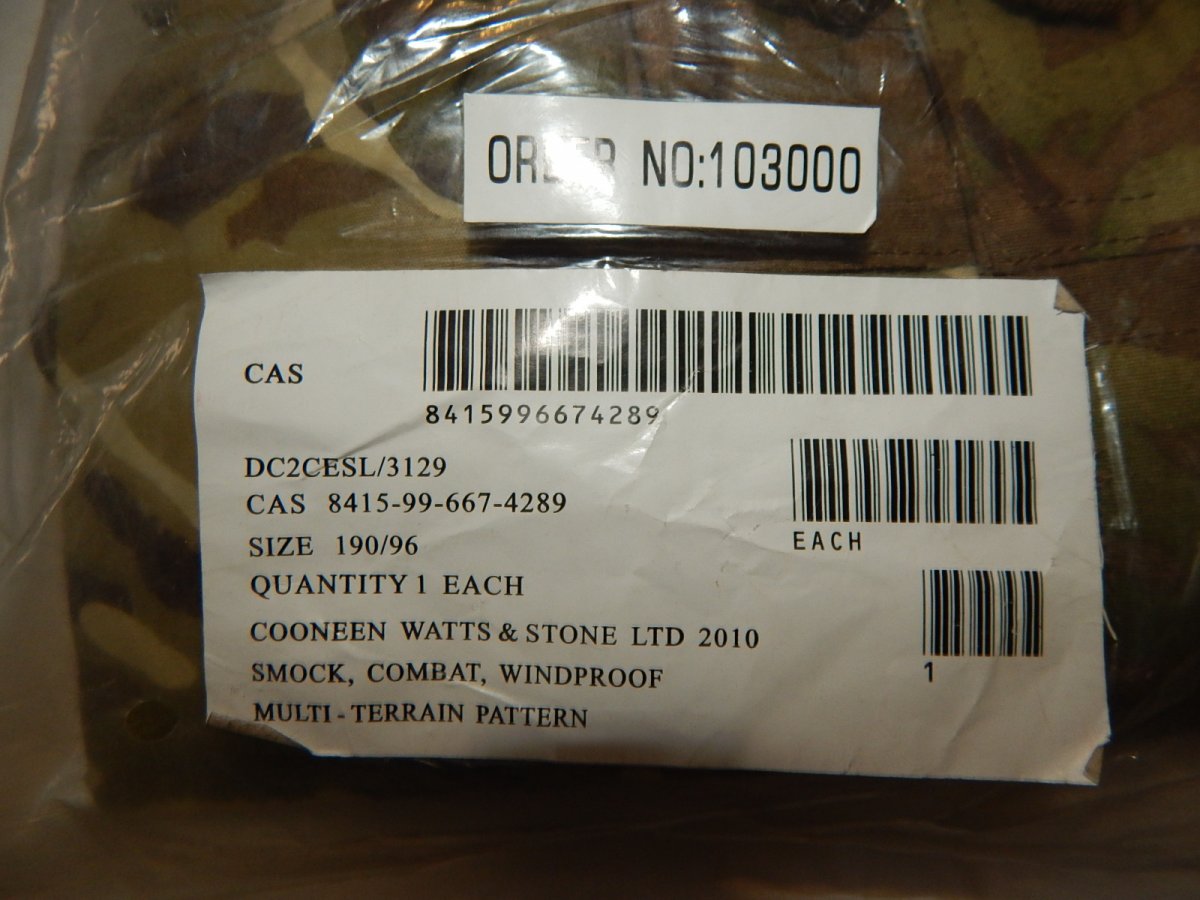 ORDER NO:103000
CAS
8415996674289
DC2CESL/3129
CAS 8415-99-667-4289
EACH
SIZE 190/96
QUANTITY 1 EACH
COONEEN WATTS & STONE LTD 2010
1
SMOCK, COMBAT, WINDPROOF
MULTI-TERRAIN PATTERN